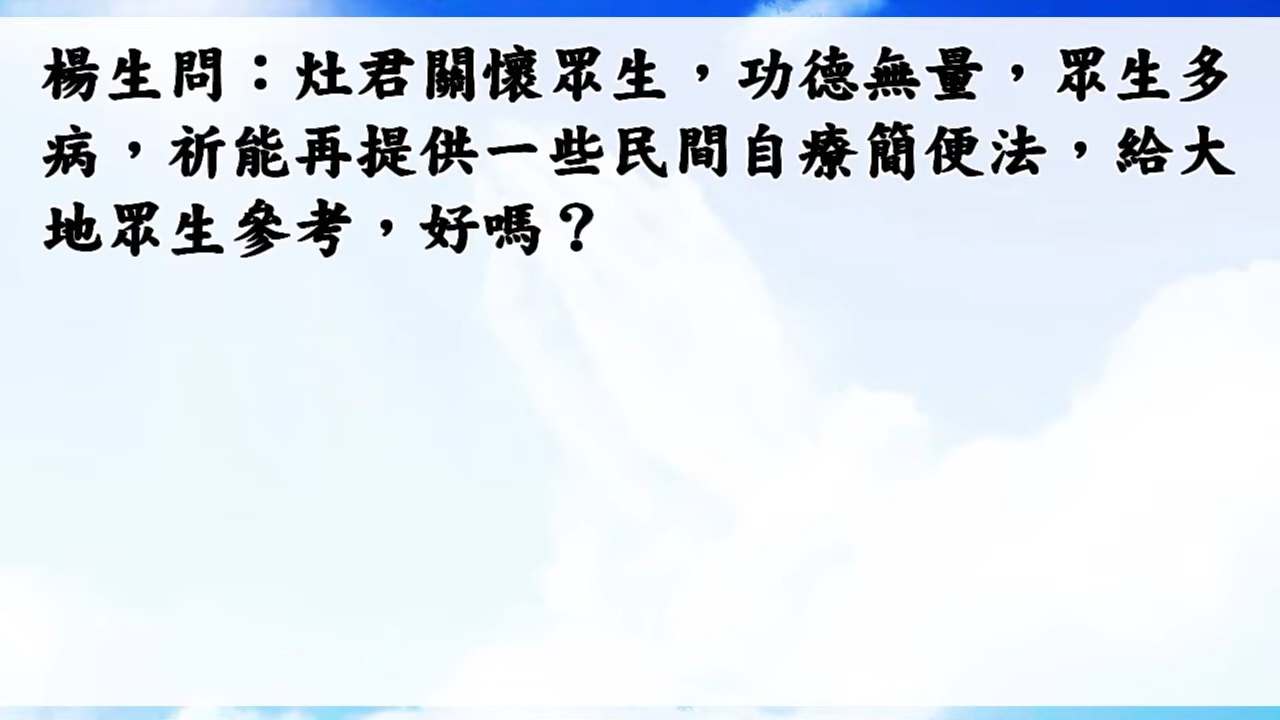 楊生問：灶君關懷眾生，功德無量，眾生多
病，祈能再提供一些民間自療簡便法，給大
地眾生參考，好嗎？